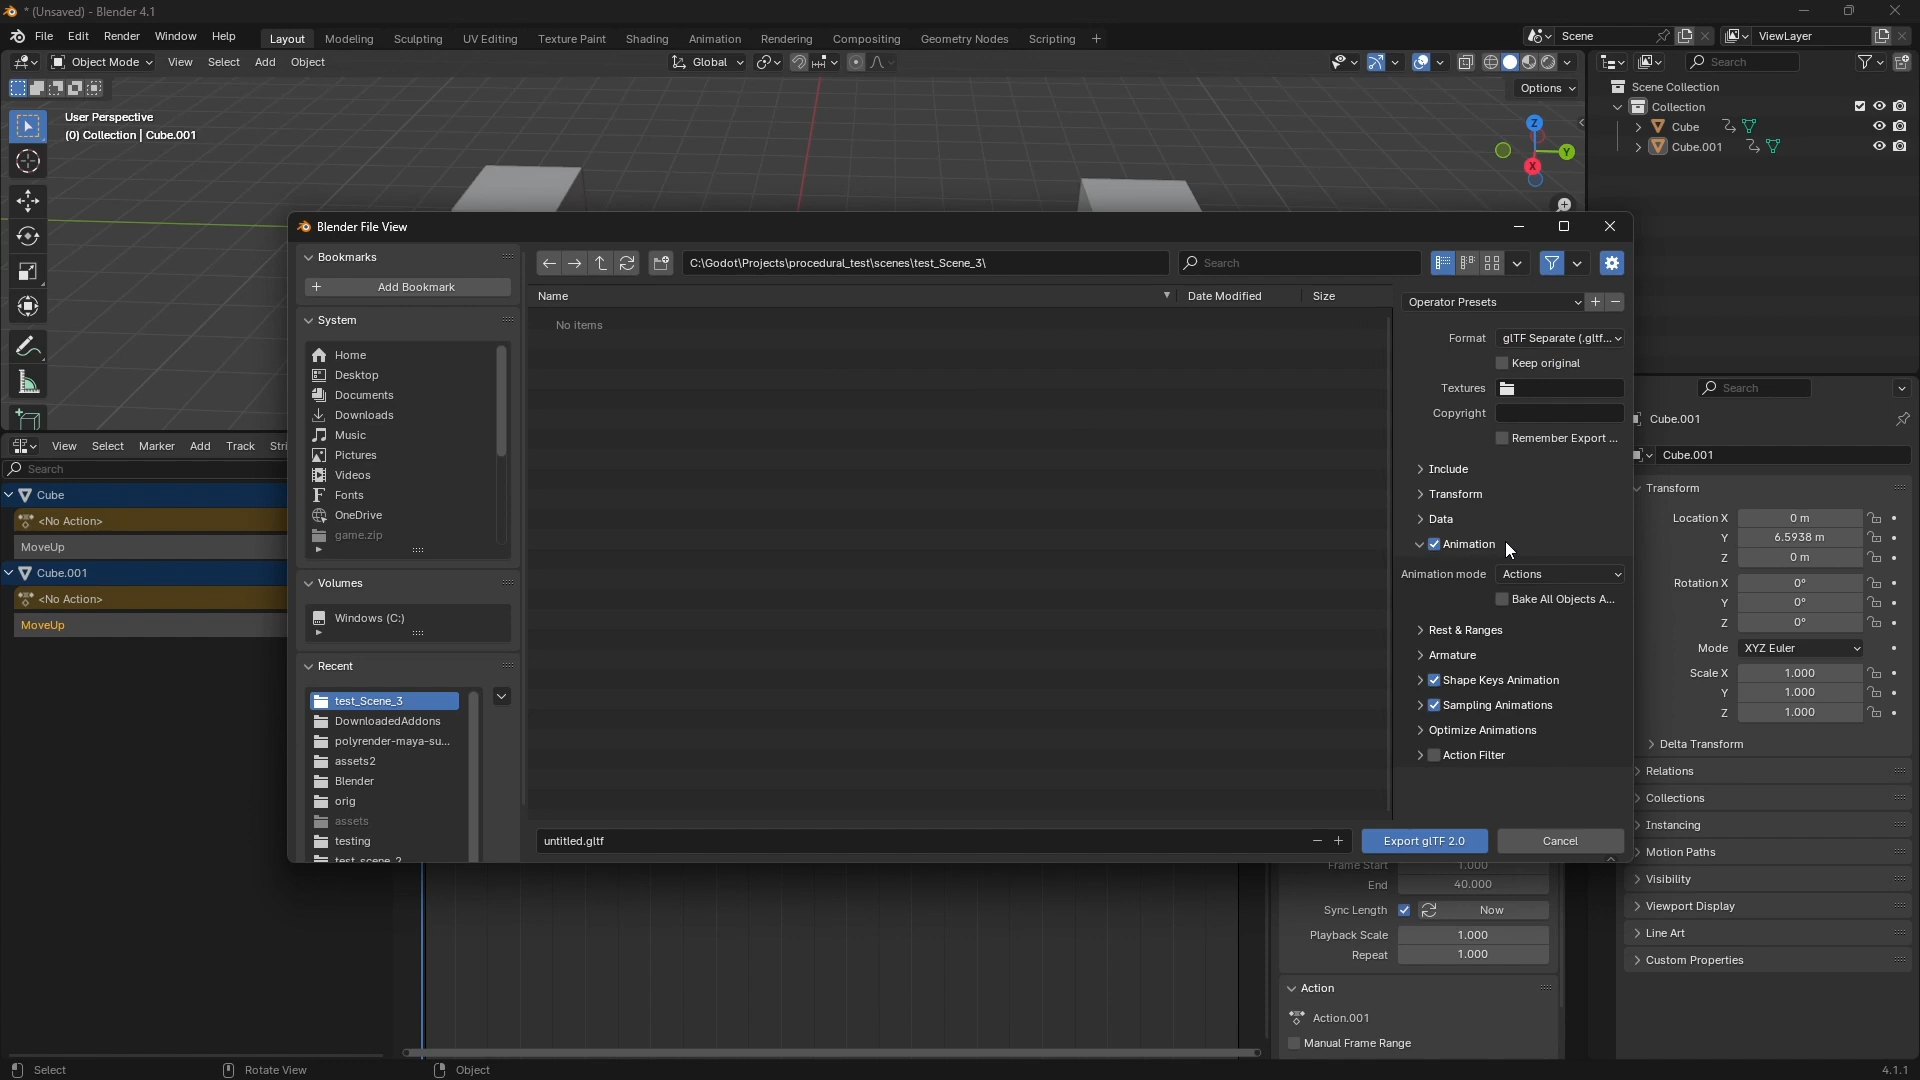 * (Unsaved) - Blender 4.1
File Edit Render Window Help
Layout Modeling Sculpting UV Editing Texture Paint Shading Animation Rendering Compositing Geometry Nodes Scripting +
Scene
ViewLayer
Object Mode View Select Add Object
Global
Search
Options
User Perspective
(0) Collection | Cube.001
Z
Y
X
Scene Collection
Collection
Cube
Cube.001
Blender File View
Bookmarks
Add Bookmark
System
Home
Desktop
Documents
Downloads
Music
Pictures
Videos
Fonts
OneDrive
game.zip
Volumes
Windows (C:)
Recent
test_Scene_3
DownloadedAddons
polyrender-maya-su...
assets2
Blender
orig
assets
testing
test_scene_2
C:\Godot\Projects\procedural_test\scenes\test_Scene_3\
Search
Name Date Modified Size
No items
Operator Presets
Format glTF Separate (.gltf...
Keep original
Textures
Copyright
Remember Export ...
Include
Transform
Data
Animation
Animation mode Actions
Bake All Objects A...
Rest & Ranges
Armature
Shape Keys Animation
Sampling Animations
Optimize Animations
Action Filter
untitled.gltf
Export glTF 2.0
Cancel
View Select Marker Add Track Stri
Search
Cube
<No Action>
MoveUp
Cube.001
<No Action>
MoveUp
Frame Start 1.000
End 40.000
Sync Length Now
Playback Scale 1.000
Repeat 1.000
Action
Action.001
Manual Frame Range
Search
Cube.001
Cube.001
Transform
Location X 0 m
Y 6.5938 m
Z 0 m
Rotation X 0°
Y 0°
Z 0°
Mode XYZ Euler
Scale X 1.000
Y 1.000
Z 1.000
Delta Transform
Relations
Collections
Instancing
Motion Paths
Visibility
Viewport Display
Line Art
Custom Properties
Select
Rotate View
Object
4.1.1